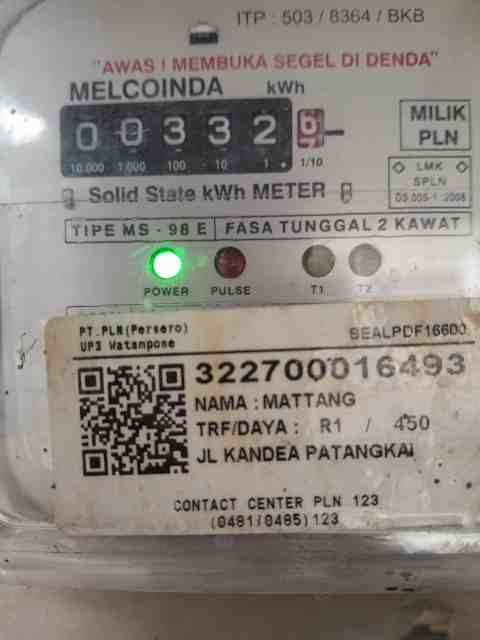 ITP : 503 / 8364 / BKB
"AWAS ! MEMBUKA SEGEL DI DENDA"
MELCOINDA kWh
0 0 3 3 2 6
10.000 1.000 100 10 1 1/10
MILIK
PLN
LMK
SPLN
D3.005-1:2008
Solid State kWh METER
TIPE MS - 98 E FASA TUNGGAL 2 KAWAT
POWER PULSE T1 T2
PT.PLN(Persero)
UP3 Watampone
SEALPDF16600
322700016493
NAMA : MATTANG
TRF/DAYA : R1 / 450
JL KANDEA PATANGKAI
CONTACT CENTER PLN 123
(0481/0485)123